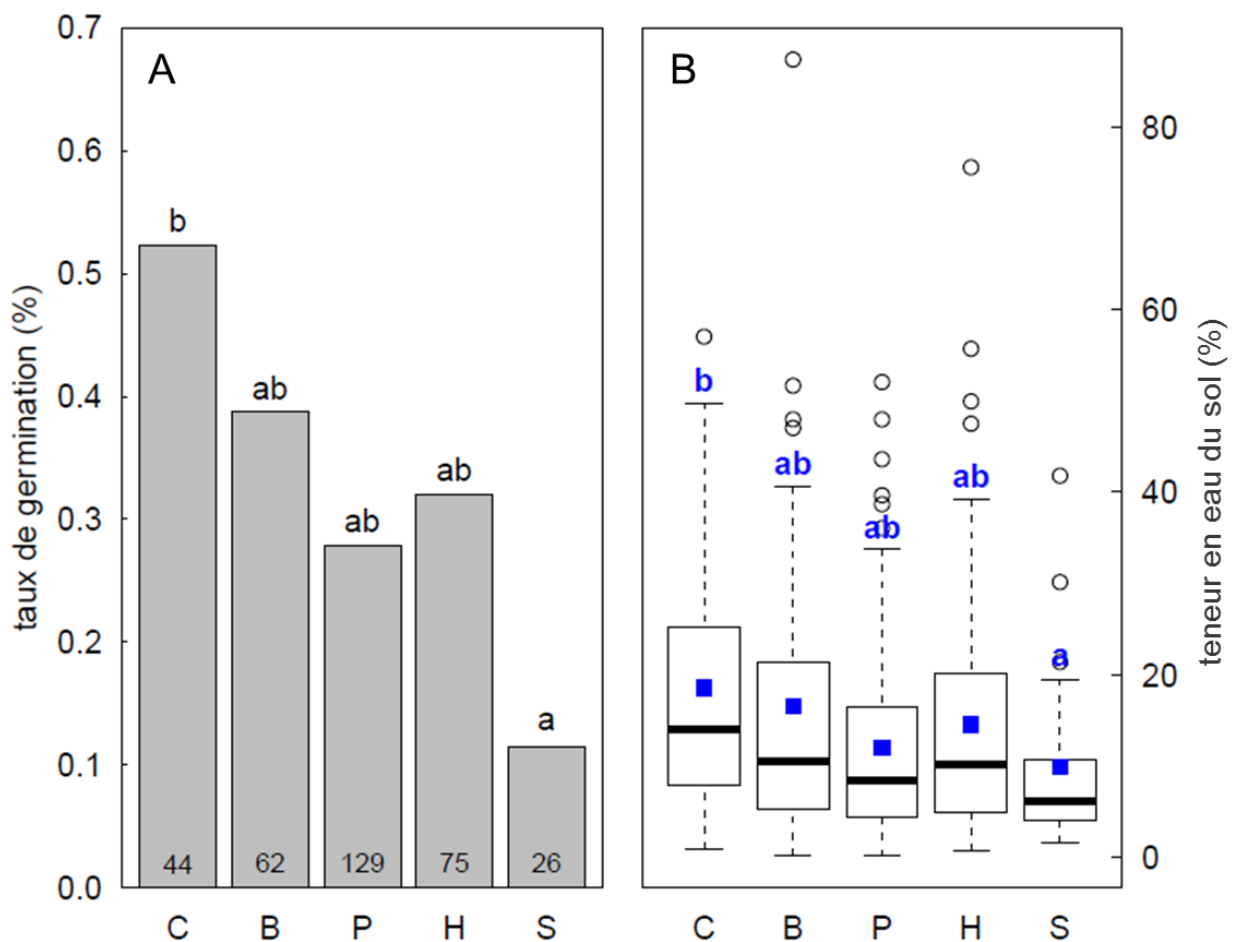 A
B
taux de germination (%)
0.7
0.6
0.5
0.4
0.3
0.2
0.1
0.0
b
ab
ab
ab
a
44
62
129
75
26
C
B
P
H
S
b
ab
ab
ab
a
C
B
P
H
S
80
60
40
20
0
teneur en eau du sol (%)